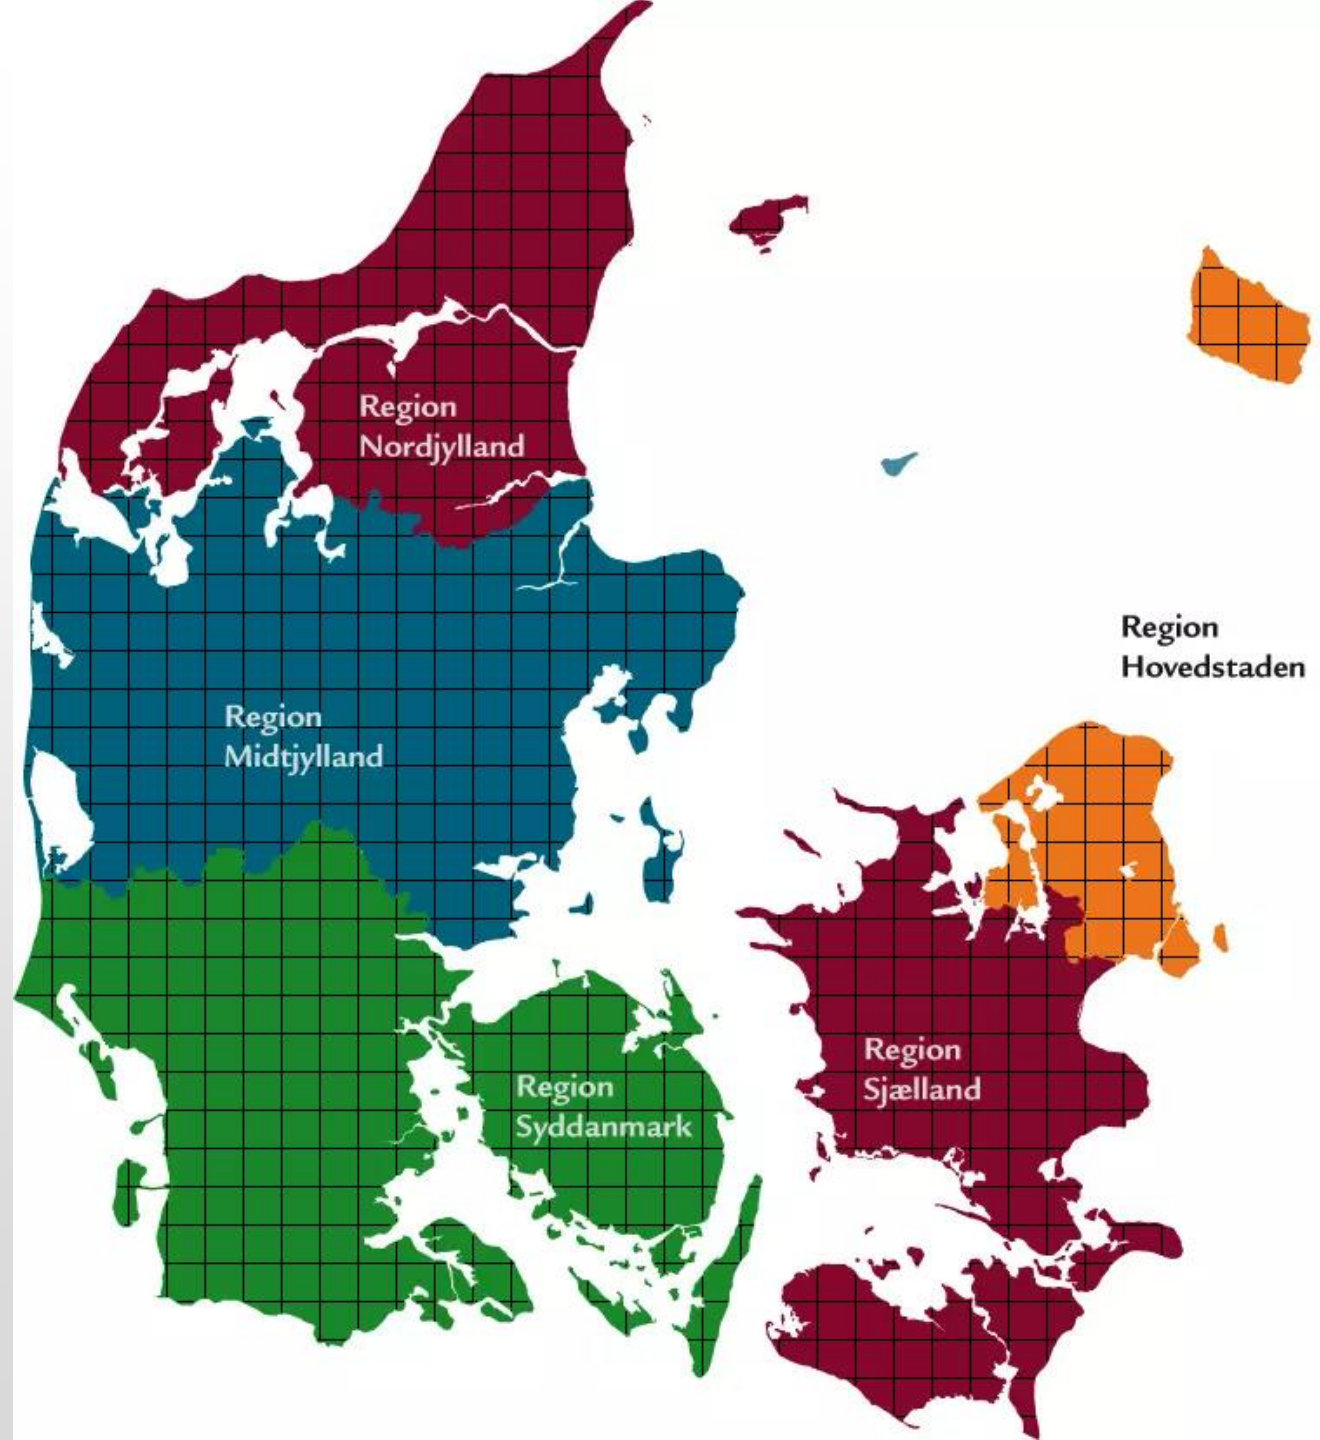 Region
Nordjylland
Region
Hovedstaden
Region
Midtjylland
Region
Sjælland
Region
Syddanmark